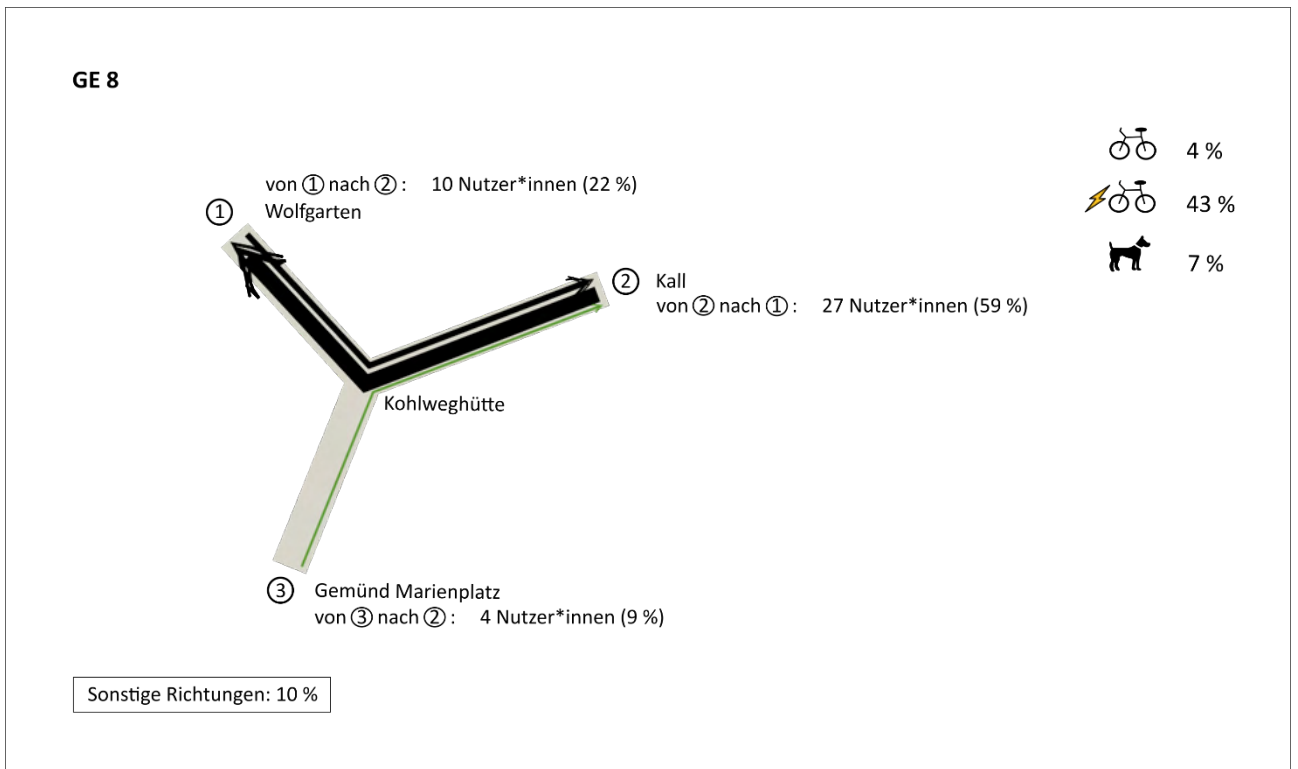 GE 8
4 %
von ① nach ② : 10 Nutzer*innen (22 %)
① Wolfgarten
43 %
7 %
② Kall
von ② nach ① : 27 Nutzer*innen (59 %)
Kohlweghütte
③ Gemünd Marienplatz
von ③ nach ② : 4 Nutzer*innen (9 %)
Sonstige Richtungen: 10 %